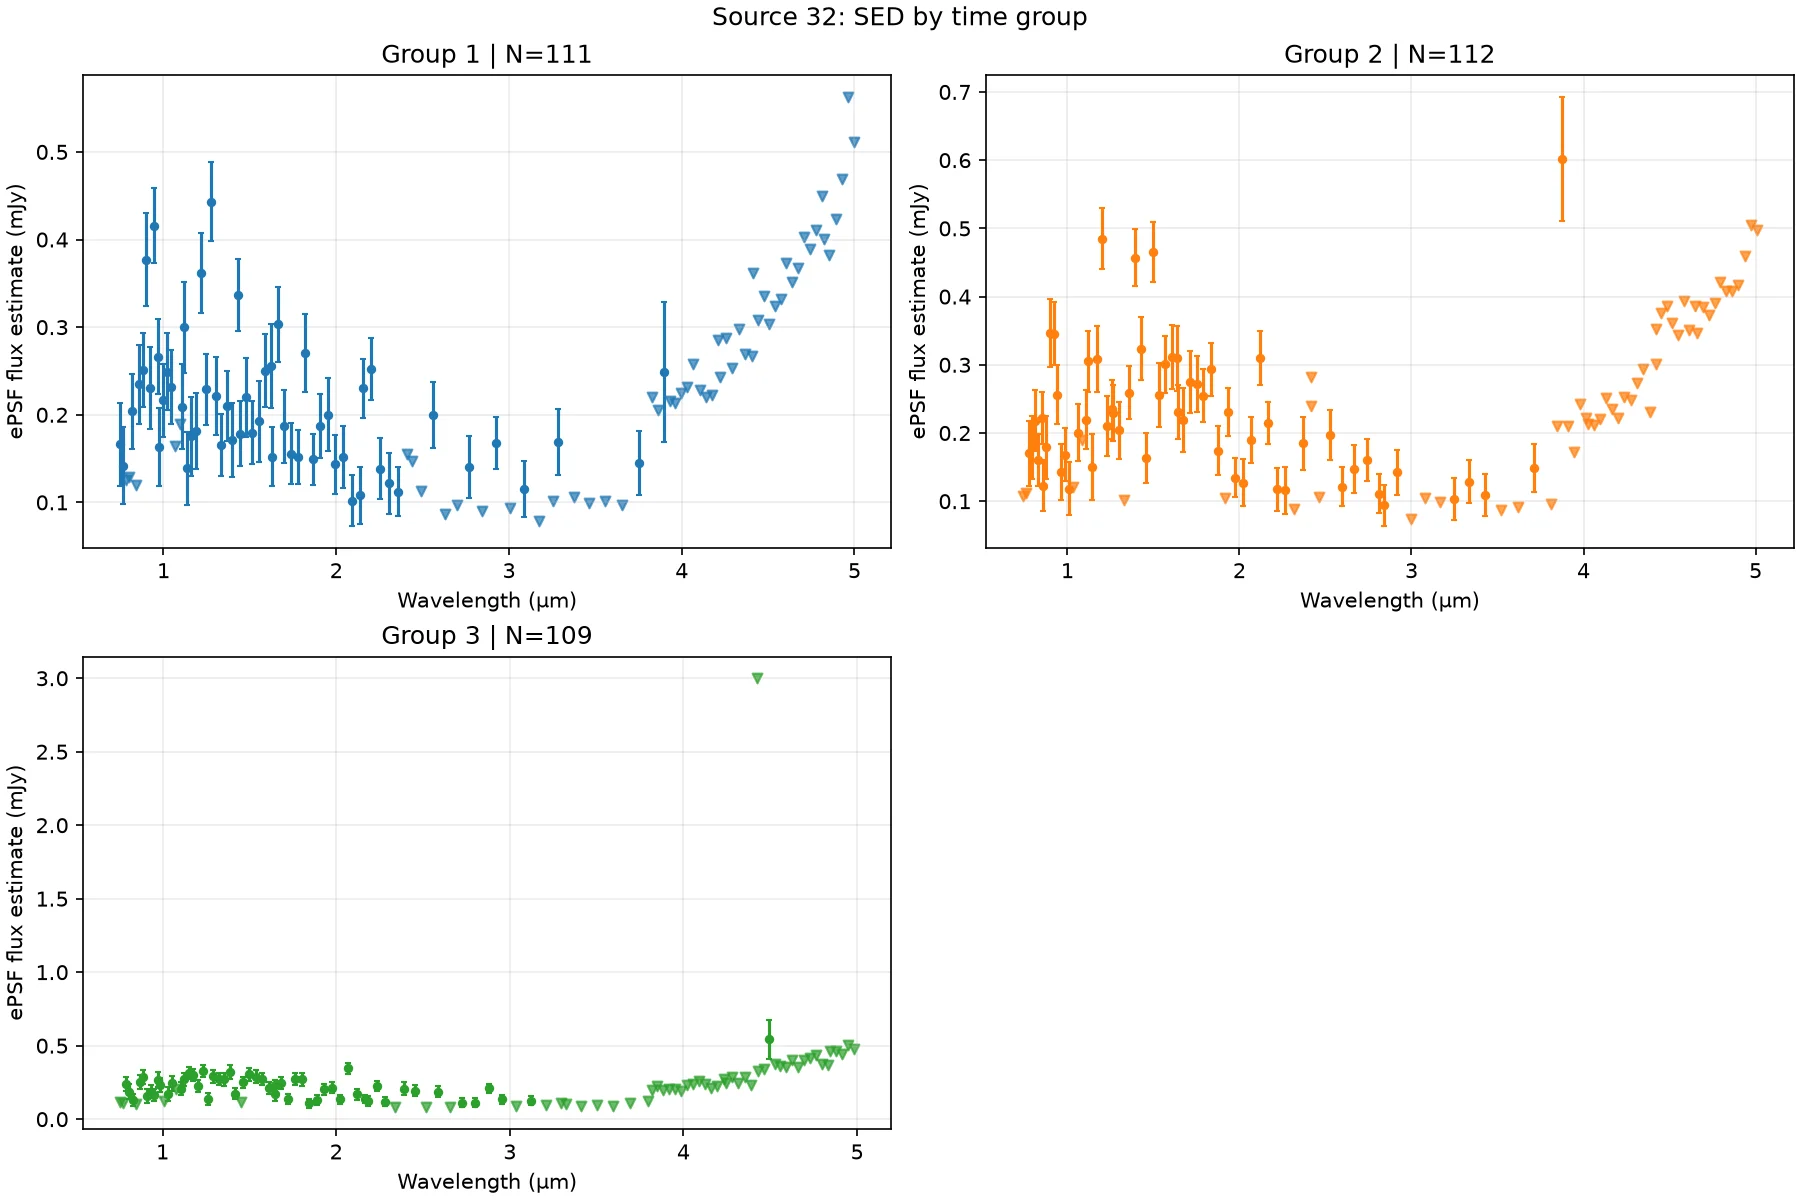 Source 32: SED by time group
Group 1 | N=111
ePSF flux estimate (mJy)
0.5
0.4
0.3
0.2
0.1
1 2 3 4 5
Wavelength (μm)
Group 2 | N=112
ePSF flux estimate (mJy)
0.7
0.6
0.5
0.4
0.3
0.2
0.1
1 2 3 4 5
Wavelength (μm)
Group 3 | N=109
ePSF flux estimate (mJy)
3.0
2.5
2.0
1.5
1.0
0.5
0.0
1 2 3 4 5
Wavelength (μm)